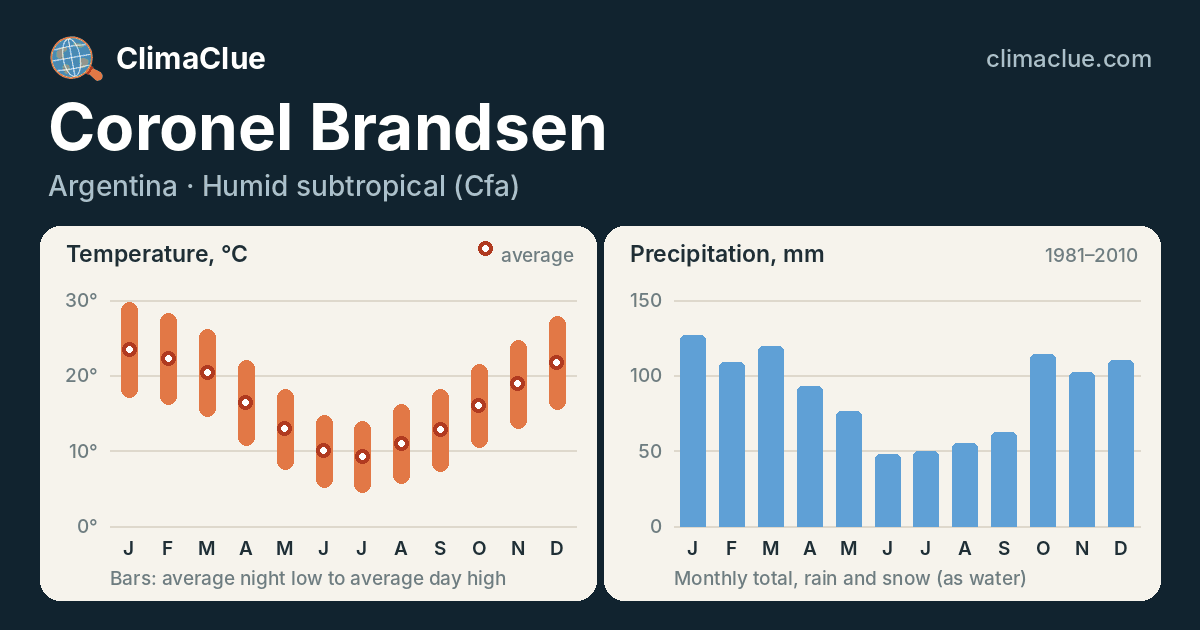 ClimaClue
climaclue.com
Coronel Brandsen
Argentina · Humid subtropical (Cfa)
Temperature, °C
average
30°
20°
10°
0°
J F M A M J J A S O N D
Bars: average night low to average day high
Precipitation, mm
1981–2010
150
100
50
0
J F M A M J J A S O N D
Monthly total, rain and snow (as water)